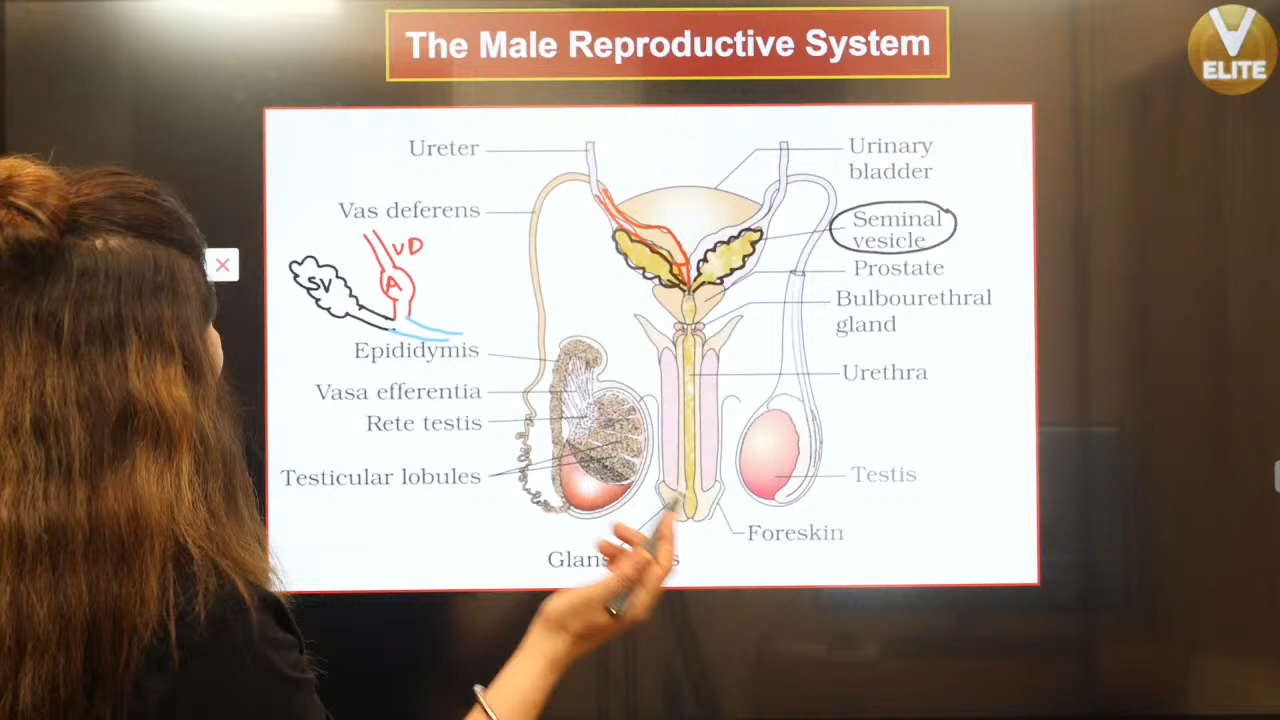 The Male Reproductive System
V
ELITE
Ureter
Vas deferens
VD
SV
A
Epididymis
Vasa efferentia
Rete testis
Testicular lobules
Glans
Urinary
bladder
Seminal
vesicle
Prostate
Bulbourethral
gland
Urethra
Testis
Foreskin